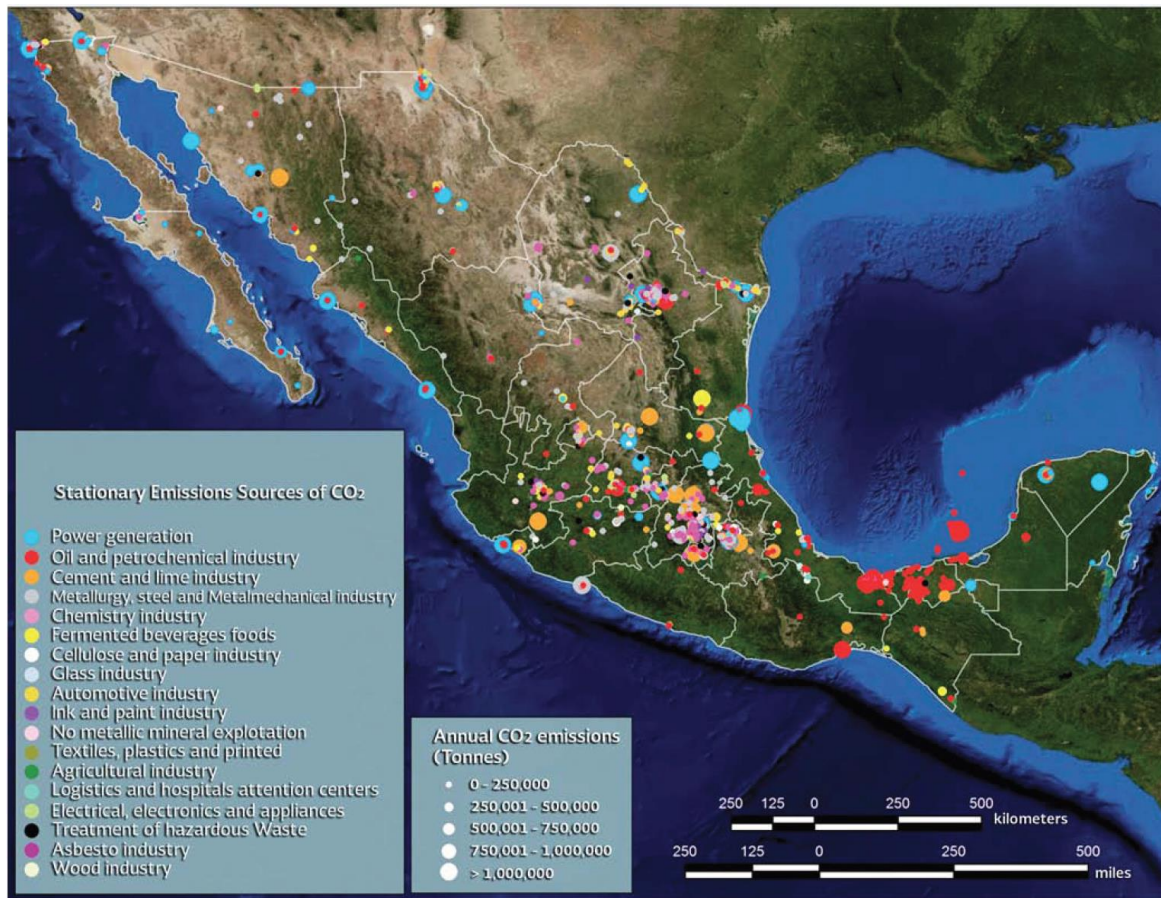 Stationary Emissions Sources of CO2
Power generation
Oil and petrochemical industry
Cement and lime industry
Metallurgy, steel and Metalmechanical industry
Chemistry industry
Fermented beverages foods
Cellulose and paper industry
Glass industry
Automotive industry
Ink and paint industry
No metallic mineral explotation
Textiles, plastics and printed
Agricultural industry
Logistics and hospitals attention centers
Electrical, electronics and appliances
Treatment of hazardous Waste
Asbesto industry
Wood industry
Annual CO2 emissions
(Tonnes)
0 - 250,000
250,001 - 500,000
500,001 - 750,000
750,001 - 1,000,000
> 1,000,000
250 125 0 250 500
kilometers
250 125 0 250 500
miles